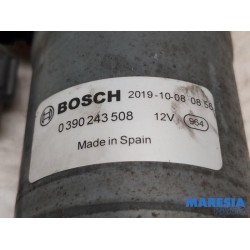 BOSCH 2019-10-08 08:56
0 390 243 508 12V 964
Made in Spain
MARESIA